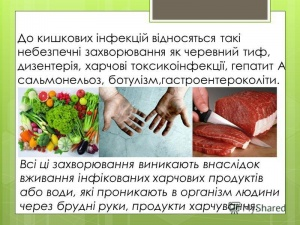 До кишкових інфекцій відносяться такі
небезпечні захворювання як черевний тиф,
дизентерія, харчові токсикоінфекції, гепатит А
сальмонельоз, ботулізм,гастроентероколіти.
Всі ці захворювання виникають внаслідок
вживання інфікованих харчових продуктів
або води, які проникають в організм людини
через брудні руки, продукти харчування.
MyShared